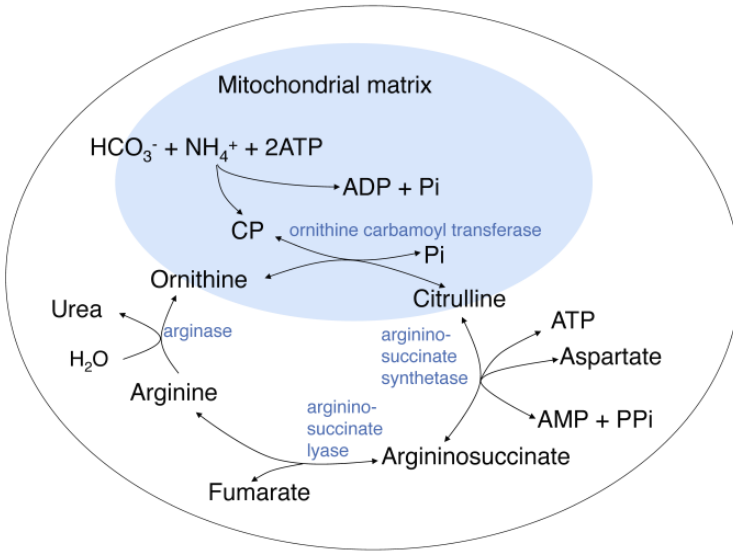 Mitochondrial matrix
HCO₃⁻ + NH₄⁺ + 2ATP
ADP + Pi
CP
ornithine carbamoyl transferase
Pi
Ornithine
Citrulline
Urea
arginase
H₂O
Arginine
arginino-
succinate
synthetase
ATP
Aspartate
AMP + PPi
arginino-
succinate
lyase
Argininosuccinate
Fumarate